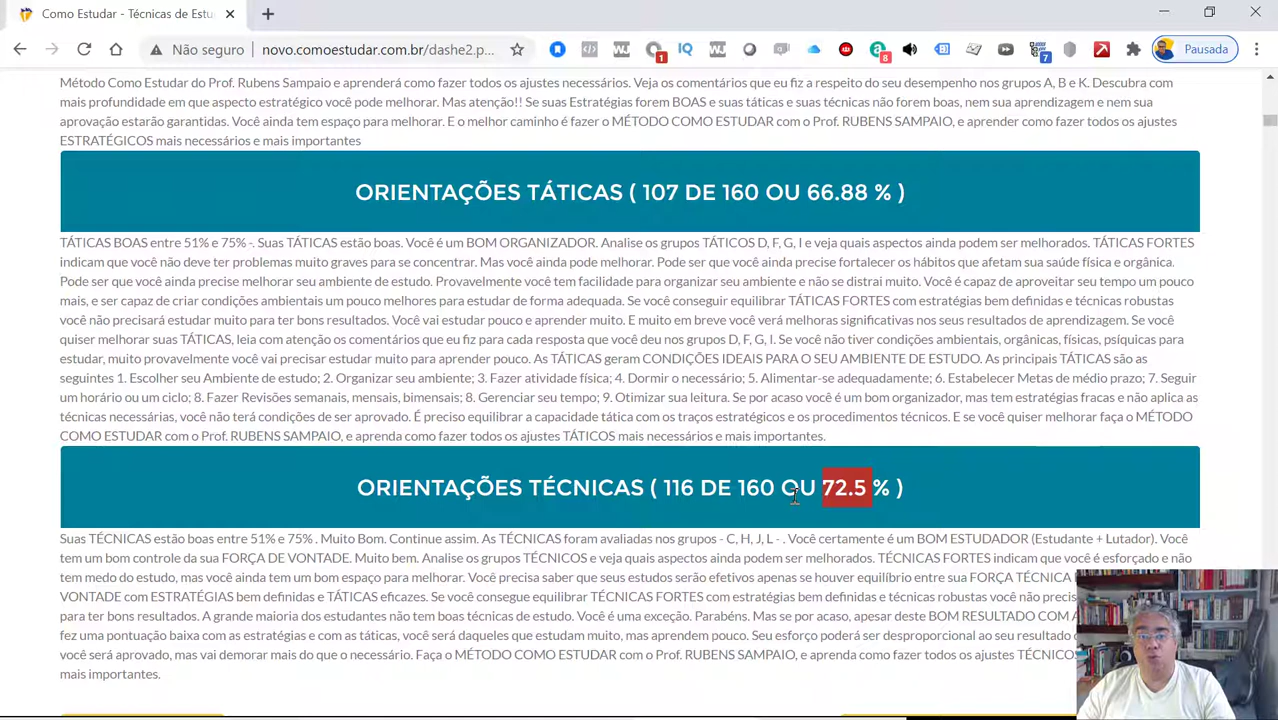 Como Estudar - Técnicas de Estu
Não seguro
novo.comoestudar.com.br/dashe2.p...
1
8
7
Pausada
Método Como Estudar do Prof. Rubens Sampaio e aprenderá como fazer todos os ajustes necessários. Veja os comentários que eu fiz a respeito do seu desempenho nos grupos A, B e K. Descubra com
mais profundidade em que aspecto estratégico você pode melhorar. Mas atenção!! Se suas Estratégias forem BOAS e suas táticas e suas técnicas não forem boas, nem sua aprendizagem e nem sua
aprovação estarão garantidas. Você ainda tem espaço para melhorar. E o melhor caminho é fazer o MÉTODO COMO ESTUDAR com o Prof. RUBENS SAMPAIO, e aprender como fazer todos os ajustes
ESTRATÉGICOS mais necessários e mais importantes
ORIENTAÇÕES TÁTICAS ( 107 DE 160 OU 66.88 % )
TÁTICAS BOAS entre 51% e 75% -. Suas TÁTICAS estão boas. Você é um BOM ORGANIZADOR. Analise os grupos TÁTICOS D, F, G, I e veja quais aspectos ainda podem ser melhorados. TÁTICAS FORTES
indicam que você não deve ter problemas muito graves para se concentrar. Mas você ainda pode melhorar. Pode ser que você ainda precise fortalecer os hábitos que afetam sua saúde física e orgânica.
Pode ser que você ainda precise melhorar seu ambiente de estudo. Provavelmente você tem facilidade para organizar seu ambiente e não se distrai muito. Você é capaz de aproveitar seu tempo um pouco
mais, e ser capaz de criar condições ambientais um pouco melhores para estudar de forma adequada. Se você conseguir equilibrar TÁTICAS FORTES com estratégias bem definidas e técnicas robustas
você não precisará estudar muito para ter bons resultados. Você vai estudar pouco e aprender muito. E muito em breve você verá melhoras significativas nos seus resultados de aprendizagem. Se você
quiser melhorar suas TÁTICAS, leia com atenção os comentários que eu fiz para cada resposta que você deu nos grupos D, F, G, I. Se você não tiver condições ambientais, orgânicas, físicas, psíquicas para
estudar, muito provavelmente você vai precisar estudar muito para aprender pouco. As TÁTICAS geram CONDIÇÕES IDEAIS PARA O SEU AMBIENTE DE ESTUDO. As principais TÁTICAS são as
seguintes 1. Escolher seu Ambiente de estudo; 2. Organizar seu ambiente; 3. Fazer atividade física; 4. Dormir o necessário; 5. Alimentar-se adequadamente; 6. Estabelecer Metas de médio prazo; 7. Seguir
um horário ou um ciclo; 8. Fazer Revisões semanais, mensais, bimensais; 8. Gerenciar seu tempo; 9. Otimizar sua leitura. Se por acaso você é um bom organizador, mas tem estratégias fracas e não aplica as
técnicas necessárias, você não terá condições de ser aprovado. É preciso equilibrar a capacidade tática com os traços estratégicos e os procedimentos técnicos. E se você quiser melhorar faça o MÉTODO
COMO ESTUDAR com o Prof. RUBENS SAMPAIO, e aprenda como fazer todos os ajustes TÁTICOS mais necessários e mais importantes.
ORIENTAÇÕES TÉCNICAS ( 116 DE 160 OU 72.5 % )
Suas TÉCNICAS estão boas entre 51% e 75% . Muito Bom. Continue assim. As TÉCNICAS foram avaliadas nos grupos - C, H, J, L - . Você certamente é um BOM ESTUDADOR (Estudante + Lutador). Você
tem um bom controle da sua FORÇA DE VONTADE. Muito bem. Analise os grupos TÉCNICOS e veja quais aspectos ainda podem ser melhorados. TÉCNICAS FORTES indicam que você é esforçado e não
tem medo do estudo, mas você ainda tem um bom espaço para melhorar. Você precisa saber que seus estudos serão efetivos apenas se houver equilíbrio entre sua FORÇA TÉCNICA
VONTADE com ESTRATÉGIAS bem definidas e TÁTICAS eficazes. Se você consegue equilibrar TÉCNICAS FORTES com estratégias bem definidas e técnicas robustas você não precis
para ter bons resultados. A grande maioria dos estudantes não tem boas técnicas de estudo. Você é uma exceção. Parabéns. Mas se por acaso, apesar deste BOM RESULTADO COM A
fez uma pontuação baixa com as estratégias e com as táticas, você será daqueles que estudam muito, mas aprendem pouco. Seu esforço poderá ser desproporcional ao seu resultado
você será aprovado, mas vai demorar mais do que o necessário. Faça o MÉTODO COMO ESTUDAR com o Prof. RUBENS SAMPAIO, e aprenda como fazer todos os ajustes TÉCNICOS
mais importantes.